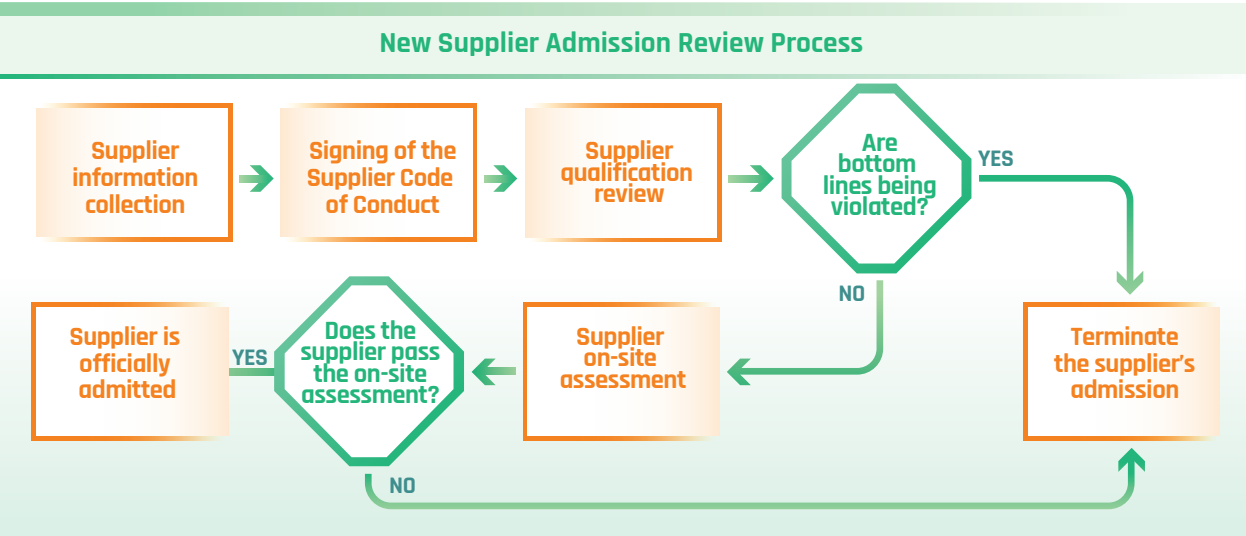 New Supplier Admission Review Process
Supplier
information
collection
Signing of the
Supplier Code
of Conduct
Supplier
qualification
review
Are
bottom
lines being
violated?
YES
NO
Terminate
the supplier's
admission
Supplier
on-site
assessment
Does the
supplier pass
the on-site
assessment?
YES
NO
Supplier is
officially
admitted